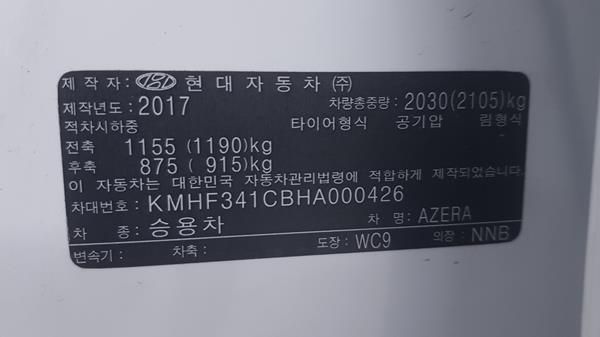 제 작 자 : 현 대 자 동 차 ㈜
제작년도 : 2017 차량총중량 : 2030(2105)kg
적차시하중 타이어형식 공기압 림형식
전축 1155 (1190)kg
후축 875 ( 915)kg
이 자동차는 대한민국 자동차관리법령에 적합하게 제작되었습니다.
차대번호 : KMHF341CBHA000426
차 종 : 승용차 차 명 : AZERA
변속기 : 차축 : 도장 : WC9 의장 : NNB